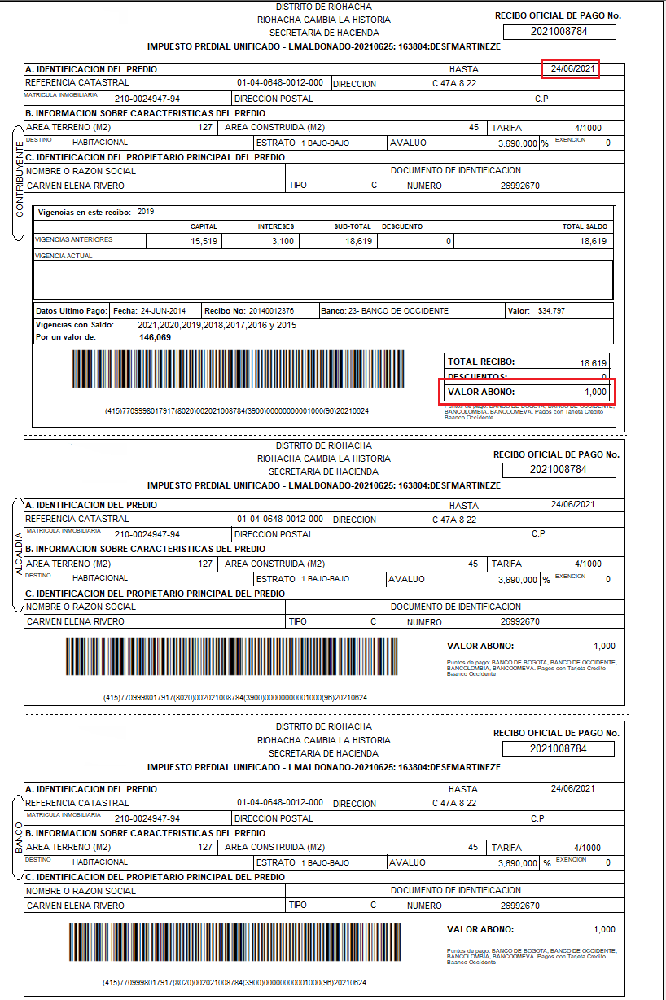 DISTRITO DE RIOHACHA
RIOHACHA CAMBIA LA HISTORIA
SECRETARIA DE HACIENDA
RECIBO OFICIAL DE PAGO No.
2021008784
IMPUESTO PREDIAL UNIFICADO - LMALDONADO-20210625: 163804:DESFMARTINEZE
CONTRIBUYENTE
A. IDENTIFICACION DEL PREDIO HASTA 24/06/2021
REFERENCIA CATASTRAL 01-04-0648-0012-000 DIRECCION C 47A 8 22
MATRICULA INMOBILIARIA 210-0024947-94 DIRECCION POSTAL C.P
B. INFORMACION SOBRE CARACTERISTICAS DEL PREDIO
AREA TERRENO (M2) 127 AREA CONSTRUIDA (M2) 45 TARIFA 4/1000
DESTINO HABITACIONAL ESTRATO 1 BAJO-BAJO AVALUO 3,690,000 % EXENCION 0
C. IDENTIFICACION DEL PROPIETARIO PRINCIPAL DEL PREDIO
NOMBRE O RAZON SOCIAL DOCUMENTO DE IDENTIFICACION
CARMEN ELENA RIVERO TIPO C NUMERO 26992670
Vigencias en este recibo: 2019
CAPITAL INTERESES SUB-TOTAL DESCUENTO TOTAL SALDO
VIGENCIAS ANTERIORES 15,519 3,100 18,619 0 18,619
VIGENCIA ACTUAL
Datos Ultimo Pago: Fecha: 24-JUN-2014 Recibo No: 20140012376 Banco: 23- BANCO DE OCCIDENTE Valor: $34,797
Vigencias con Saldo: 2021,2020,2019,2018,2017,2016 y 2015
Por un valor de: 146,069
TOTAL RECIBO: 18,619
DESCUENTOS: 0
VALOR ABONO: 1,000
Puntos de pago: BANCO DE BOGOTA, BANCO DE OCCIDENTE,
BANCOLOMBIA, BANCOOMEVA. Pagos con Tarjeta Credito
Baanco Occidente
(415)7709998017917(8020)002021008784(3900)00000000001000(96)20210624
DISTRITO DE RIOHACHA
RIOHACHA CAMBIA LA HISTORIA
SECRETARIA DE HACIENDA
RECIBO OFICIAL DE PAGO No.
2021008784
IMPUESTO PREDIAL UNIFICADO - LMALDONADO-20210625: 163804:DESFMARTINEZE
ALCALDIA
A. IDENTIFICACION DEL PREDIO HASTA 24/06/2021
REFERENCIA CATASTRAL 01-04-0648-0012-000 DIRECCION C 47A 8 22
MATRICULA INMOBILIARIA 210-0024947-94 DIRECCION POSTAL C.P
B. INFORMACION SOBRE CARACTERISTICAS DEL PREDIO
AREA TERRENO (M2) 127 AREA CONSTRUIDA (M2) 45 TARIFA 4/1000
DESTINO HABITACIONAL ESTRATO 1 BAJO-BAJO AVALUO 3,690,000 % EXENCION 0
C. IDENTIFICACION DEL PROPIETARIO PRINCIPAL DEL PREDIO
NOMBRE O RAZON SOCIAL DOCUMENTO DE IDENTIFICACION
CARMEN ELENA RIVERO TIPO C NUMERO 26992670
VALOR ABONO: 1,000
Puntos de pago: BANCO DE BOGOTA, BANCO DE OCCIDENTE,
BANCOLOMBIA, BANCOOMEVA. Pagos con Tarjeta Credito
Baanco Occidente
(415)7709998017917(8020)002021008784(3900)00000000001000(96)20210624
DISTRITO DE RIOHACHA
RIOHACHA CAMBIA LA HISTORIA
SECRETARIA DE HACIENDA
RECIBO OFICIAL DE PAGO No.
2021008784
IMPUESTO PREDIAL UNIFICADO - LMALDONADO-20210625: 163804:DESFMARTINEZE
BANCO
A. IDENTIFICACION DEL PREDIO HASTA 24/06/2021
REFERENCIA CATASTRAL 01-04-0648-0012-000 DIRECCION C 47A 8 22
MATRICULA INMOBILIARIA 210-0024947-94 DIRECCION POSTAL C.P
B. INFORMACION SOBRE CARACTERISTICAS DEL PREDIO
AREA TERRENO (M2) 127 AREA CONSTRUIDA (M2) 45 TARIFA 4/1000
DESTINO HABITACIONAL ESTRATO 1 BAJO-BAJO AVALUO 3,690,000 % EXENCION 0
C. IDENTIFICACION DEL PROPIETARIO PRINCIPAL DEL PREDIO
NOMBRE O RAZON SOCIAL DOCUMENTO DE IDENTIFICACION
CARMEN ELENA RIVERO TIPO C NUMERO 26992670
VALOR ABONO: 1,000
Puntos de pago: BANCO DE BOGOTA, BANCO DE OCCIDENTE,
BANCOLOMBIA, BANCOOMEVA. Pagos con Tarjeta Credito
Baanco Occidente
(415)7709998017917(8020)002021008784(3900)00000000001000(96)20210624